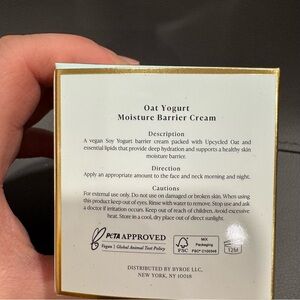 Oat Yogurt
Moisture Barrier Cream
Description
A vegan Soy Yogurt barrier cream packed with Upcycled Oat and
essential lipids that provide deep hydration and supports a healthy skin
moisture barrier.
Direction
Apply an appropriate amount to the face and neck morning and night.
Cautions
For external use only. Do not use on damaged or broken skin. When using
this product keep out of eyes. Rinse with water to remove. Stop use and ask
a doctor if irritation occurs. Keep out of reach of children. Avoid excessive
heat. Store in a cool, dry place out of direct sunlight.
PETA APPROVED
Vegan | Global Animal Test Policy
FSC
MIX
Packaging
12M
DISTRIBUTED BY BYROE LLC,
NEW YORK, NY 10018